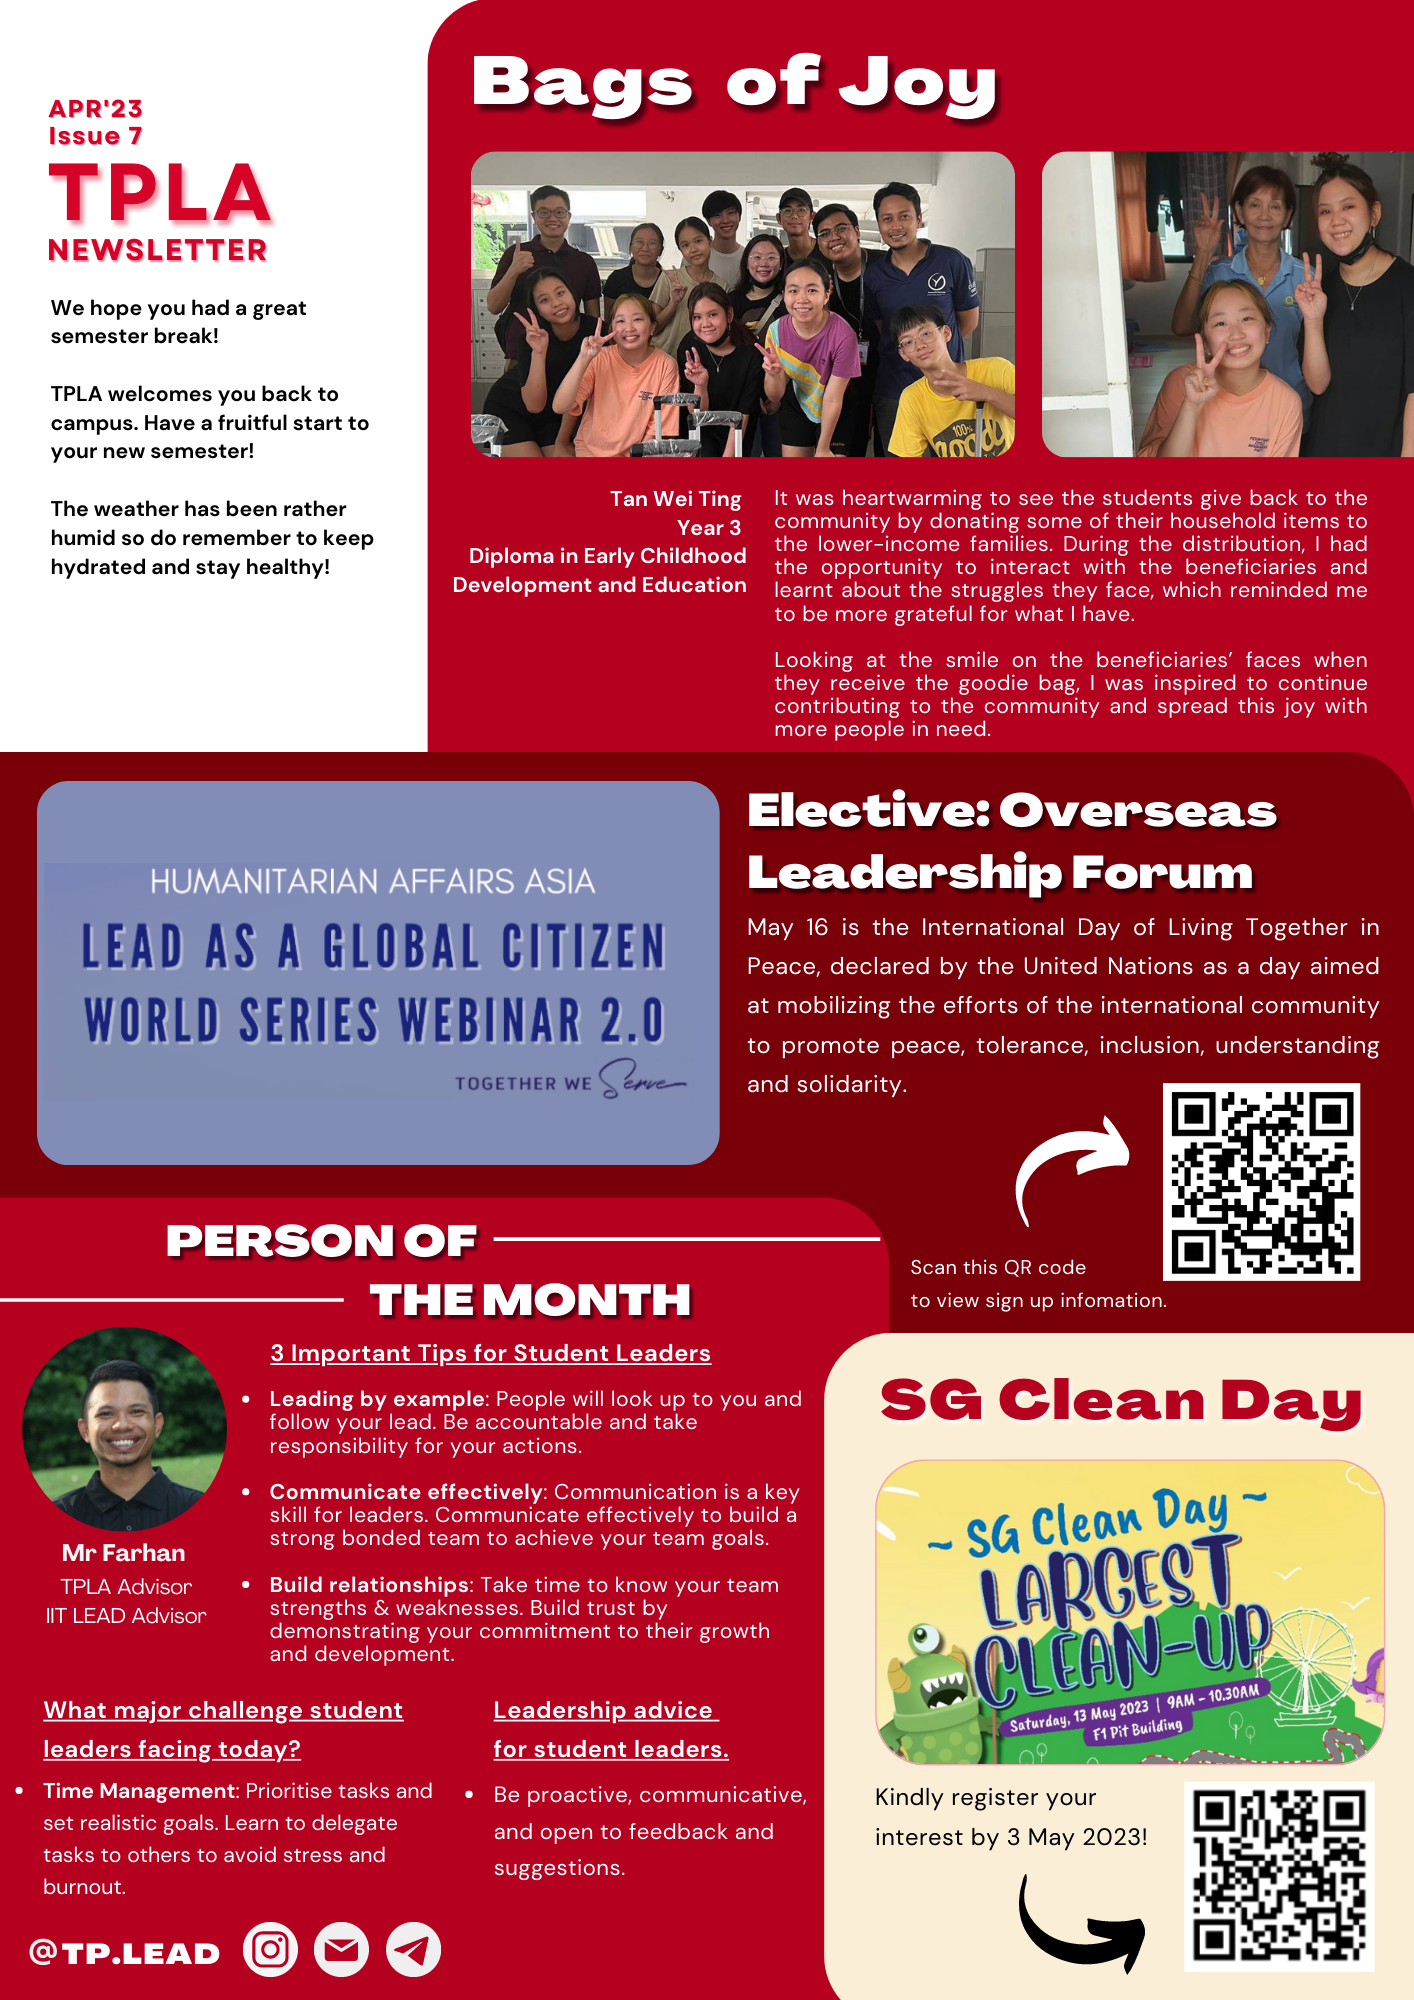 APR'23
Issue 7
TPLA
NEWSLETTER
We hope you had a great
semester break!
TPLA welcomes you back to
campus. Have a fruitful start to
your new semester!
The weather has been rather
humid so do remember to keep
hydrated and stay healthy!
Bags of Joy
100%
goody
Tan Wei Ting
Year 3
Diploma in Early Childhood
Development and Education
It was heartwarming to see the students give back to the
community by donating some of their household items to
the lower-income families. During the distribution, I had
the opportunity to interact with the beneficiaries and
learnt about the struggles they face, which reminded me
to be more grateful for what I have.
Looking at the smile on the beneficiaries’ faces when
they receive the goodie bag, I was inspired to continue
contributing to the community and spread this joy with
more people in need.
HUMANITARIAN AFFAIRS ASIA
LEAD AS A GLOBAL CITIZEN
WORLD SERIES WEBINAR 2.0
TOGETHER WE Serve
Elective: Overseas
Leadership Forum
May 16 is the International Day of Living Together in
Peace, declared by the United Nations as a day aimed
at mobilizing the efforts of the international community
to promote peace, tolerance, inclusion, understanding
and solidarity.
Scan this QR code
to view sign up infomation.
PERSON OF
THE MONTH
Mr Farhan
TPLA Advisor
IIT LEAD Advisor
3 Important Tips for Student Leaders
• Leading by example: People will look up to you and
follow your lead. Be accountable and take
responsibility for your actions.
• Communicate effectively: Communication is a key
skill for leaders. Communicate effectively to build a
strong bonded team to achieve your team goals.
• Build relationships: Take time to know your team
strengths & weaknesses. Build trust by
demonstrating your commitment to their growth
and development.
What major challenge student
leaders facing today?
• Time Management: Prioritise tasks and
set realistic goals. Learn to delegate
tasks to others to avoid stress and
burnout.
Leadership advice
for student leaders.
• Be proactive, communicative,
and open to feedback and
suggestions.
@TP.LEAD
SG Clean Day
~ SG Clean Day ~
LARGEST
CLEAN-UP
Saturday, 13 May 2023 | 9AM - 10.30AM
F1 Pit Building
Kindly register your
interest by 3 May 2023!